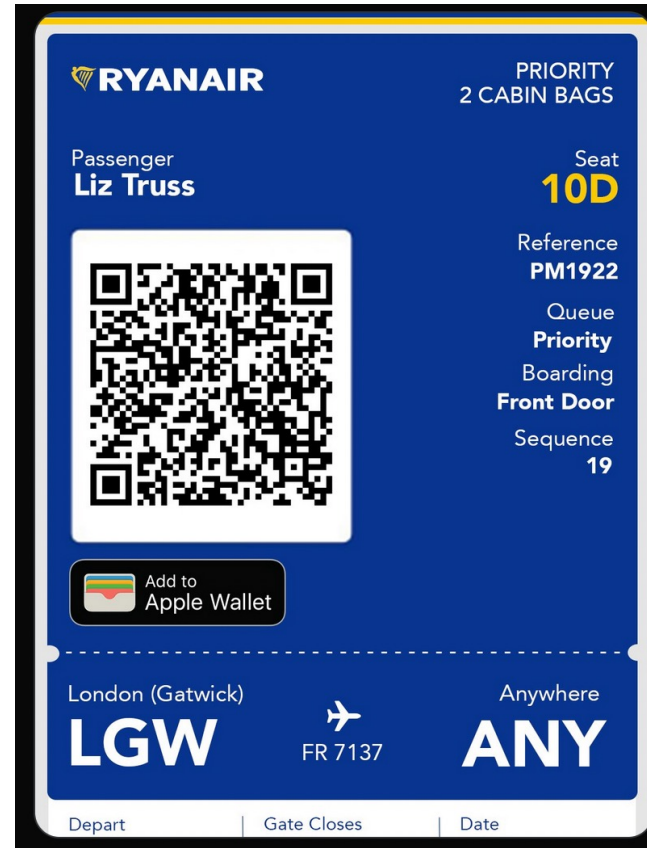 RYANAIR
PRIORITY
2 CABIN BAGS
Passenger
Liz Truss
Seat
10D
Reference
PM1922
Queue
Priority
Boarding
Front Door
Sequence
19
Add to
Apple Wallet
London (Gatwick)
LGW
FR 7137
Anywhere
ANY
Depart
Gate Closes
Date